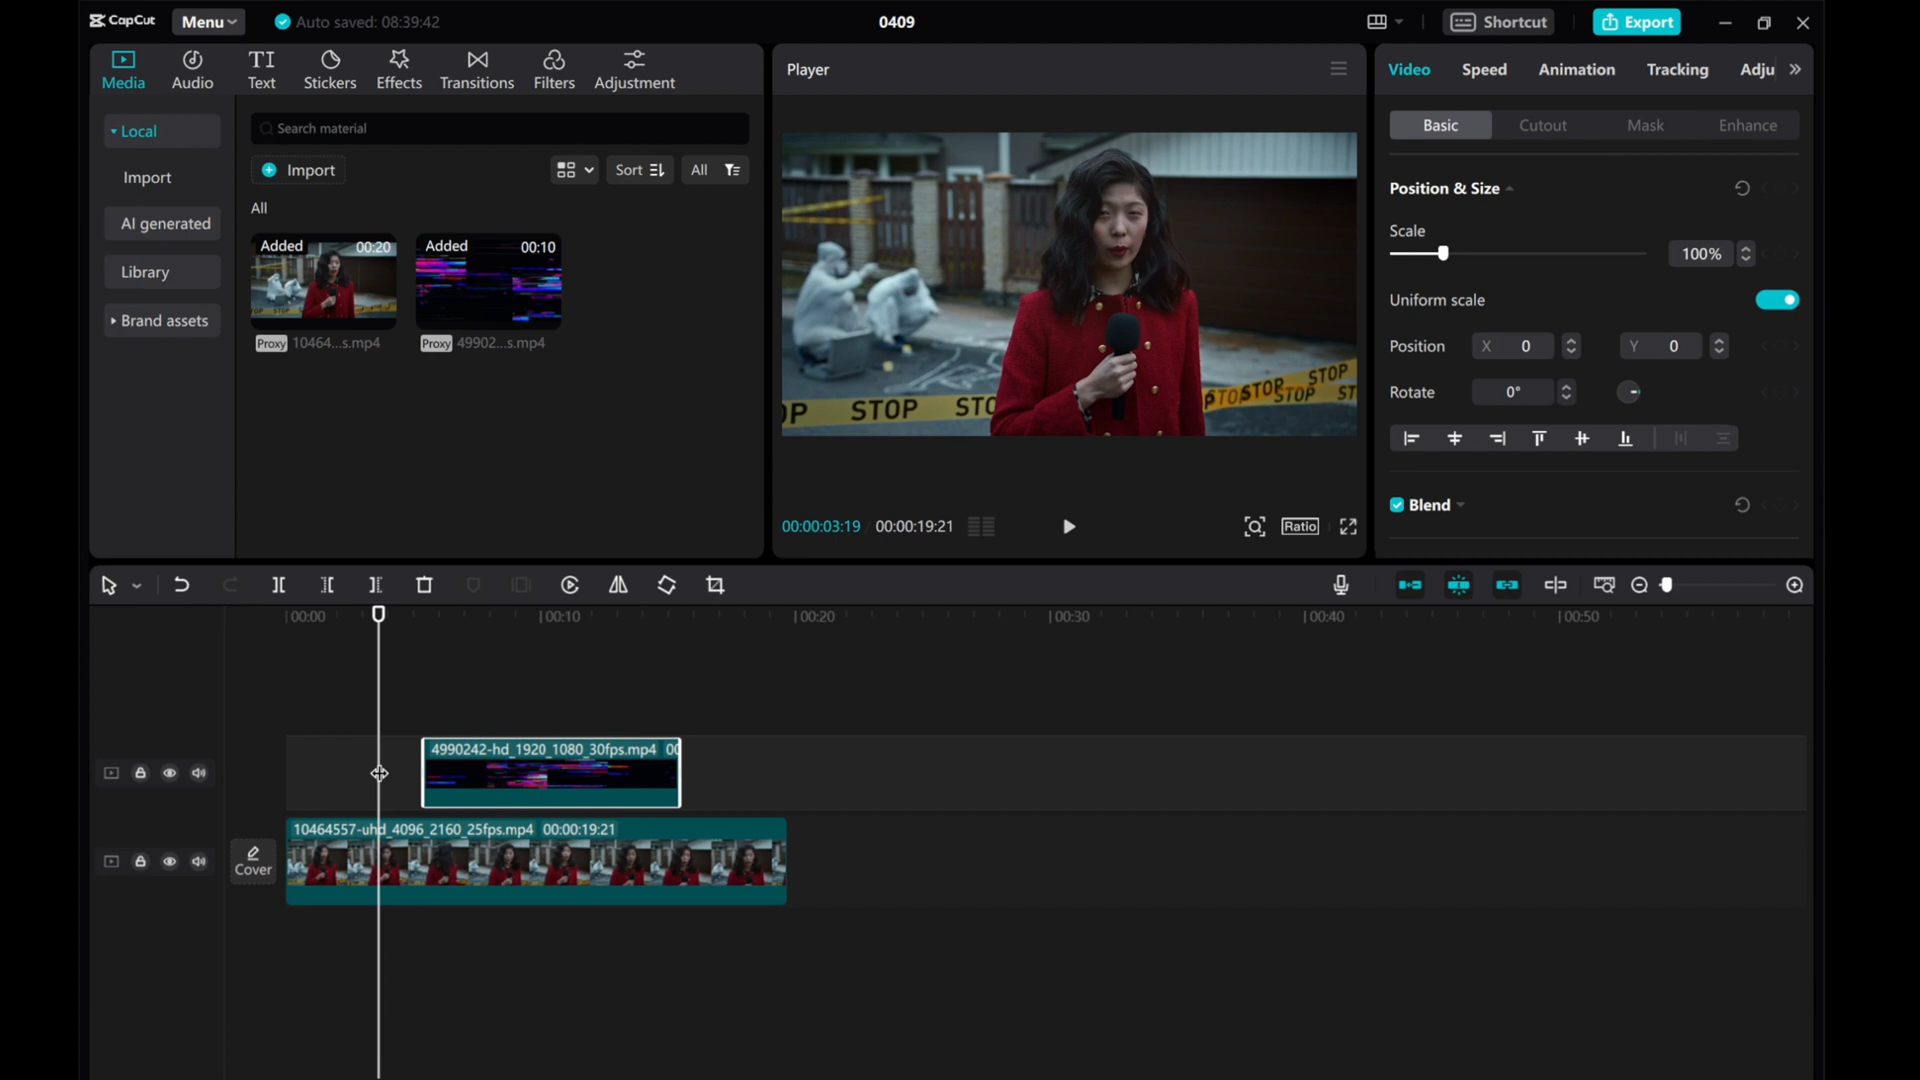 CapCut
Menu
Auto saved: 08:39:42
0409
Shortcut
Export
Media
Audio
TI
Text
Stickers
Effects
Transitions
Filters
Adjustment
Local
Import
AI generated
Library
Brand assets
Search material
Import
Sort
All
All
Added
00:20
Added
00:10
Proxy
10464...s.mp4
Proxy
49902...s.mp4
Player
STOP
STO
STOP
STOP
STOP
00:00:03:19
00:00:19:21
Ratio
Video
Speed
Animation
Tracking
Adju
Basic
Cutout
Mask
Enhance
Position & Size
Scale
100%
Uniform scale
Position
X 0
Y 0
Rotate
0°
Blend
00:00
00:10
00:20
00:30
00:40
00:50
4990242-hd_1920_1080_30fps.mp4 00
Cover
10464557-uhd_4096_2160_25fps.mp4 00:00:19:21